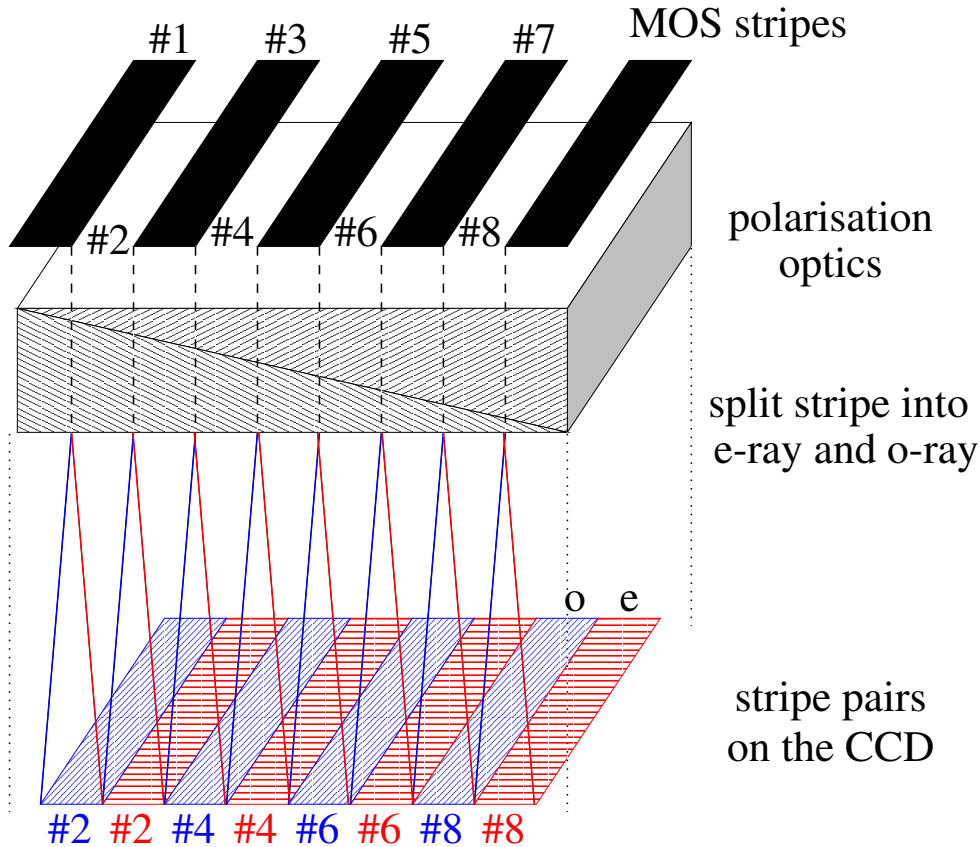 MOS stripes
#1 #3 #5 #7
#2 #4 #6 #8
polarisation
optics
split stripe into
e-ray and o-ray
o e
stripe pairs
on the CCD
#2 #2 #4 #4 #6 #6 #8 #8